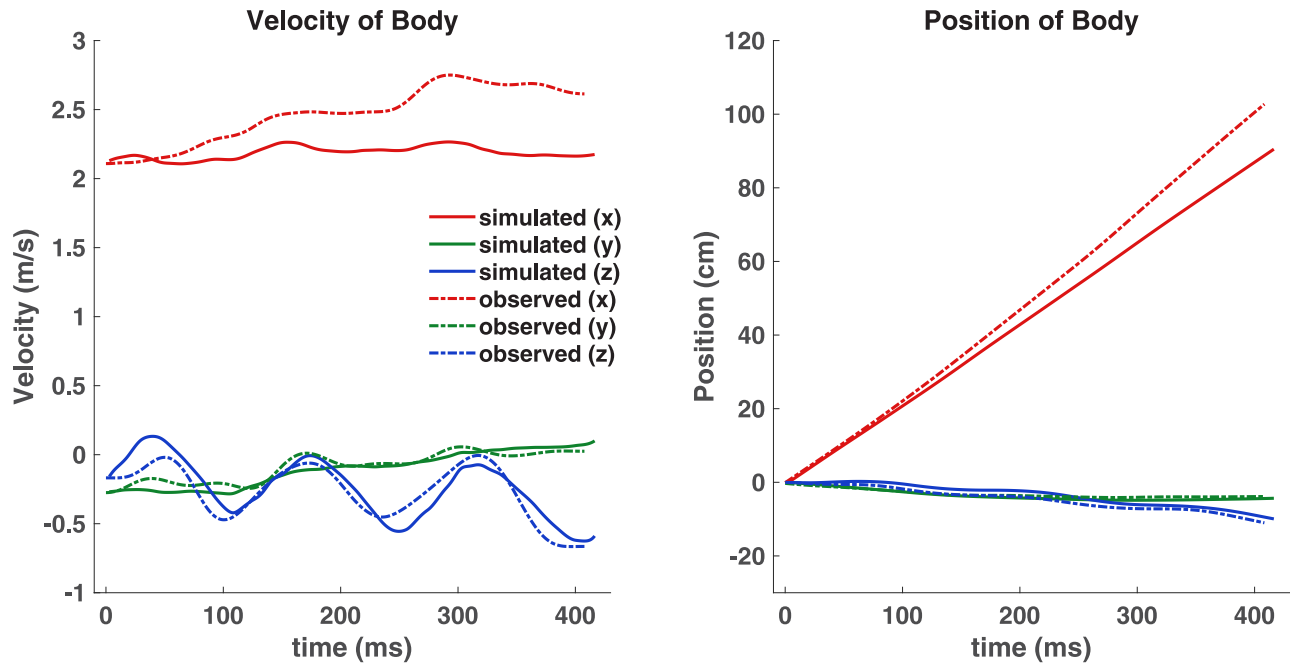 Velocity of Body
3
2.5
2
1.5
1
0.5
0
-0.5
-1
Velocity (m/s)
simulated (x)
simulated (y)
simulated (z)
observed (x)
observed (y)
observed (z)
0
100
200
300
400
time (ms)
Position of Body
120
100
80
60
40
20
0
-20
Position (cm)
0
100
200
300
400
time (ms)